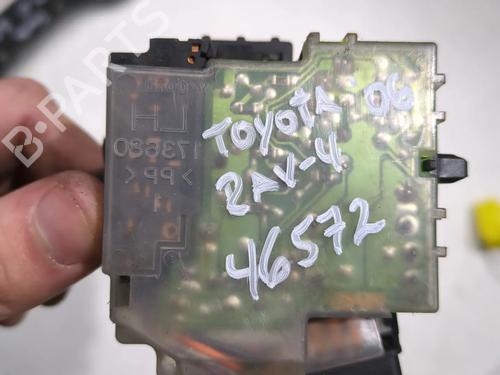 LH
173680
>PP<
TOYOTA 06
RAV-4
46572
B-PARTS